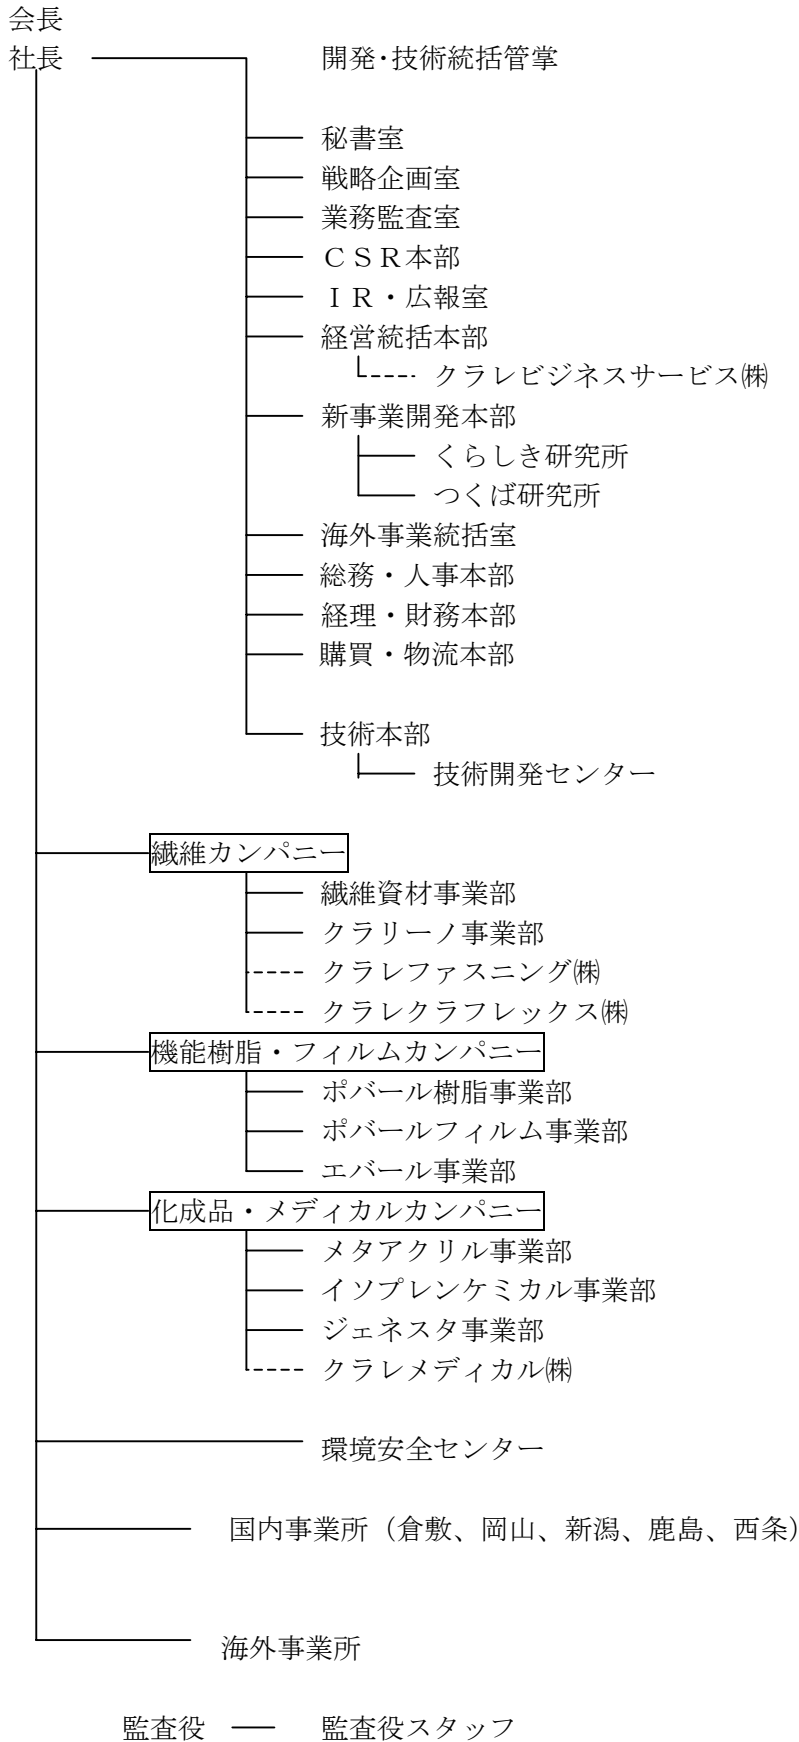 会長
社長 開発・技術統括管掌
秘書室
戦略企画室
業務監査室
ＣＳＲ本部
ＩＲ・広報室
経営統括本部
クラレビジネスサービス㈱
新事業開発本部
くらしき研究所
つくば研究所
海外事業統括室
総務・人事本部
経理・財務本部
購買・物流本部
技術本部
技術開発センター
繊維カンパニー
繊維資材事業部
クラリーノ事業部
クラレファスニング㈱
クラレクラフレックス㈱
機能樹脂・フィルムカンパニー
ポバール樹脂事業部
ポバールフィルム事業部
エバール事業部
化成品・メディカルカンパニー
メタアクリル事業部
イソプレンケミカル事業部
ジェネスタ事業部
クラレメディカル㈱
環境安全センター
国内事業所（倉敷、岡山、新潟、鹿島、西条）
海外事業所
監査役 監査役スタッフ